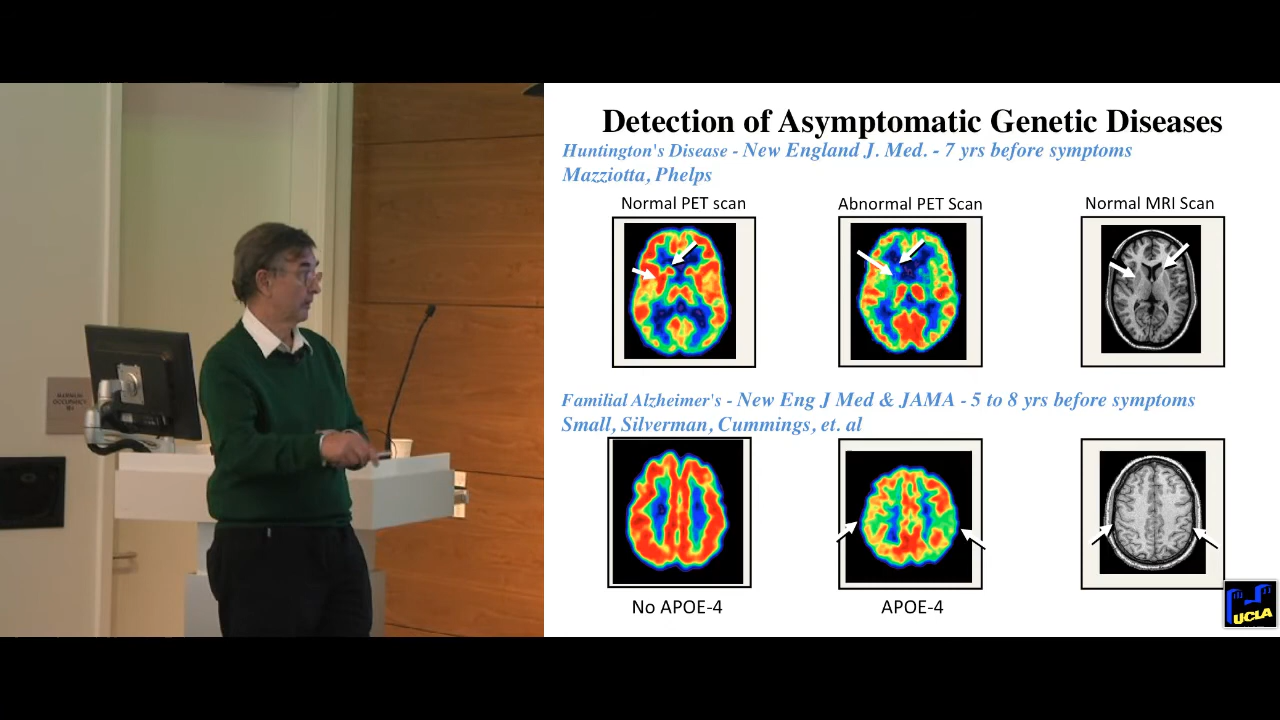 Detection of Asymptomatic Genetic Diseases
Huntington's Disease - New England J. Med. - 7 yrs before symptoms
Mazziotta, Phelps
Normal PET scan
Abnormal PET Scan
Normal MRI Scan
Familial Alzheimer's - New Eng J Med & JAMA - 5 to 8 yrs before symptoms
Small, Silverman, Cummings, et. al
No APOE-4
APOE-4
UCLA
MAXIMUM
OCCUPANCY